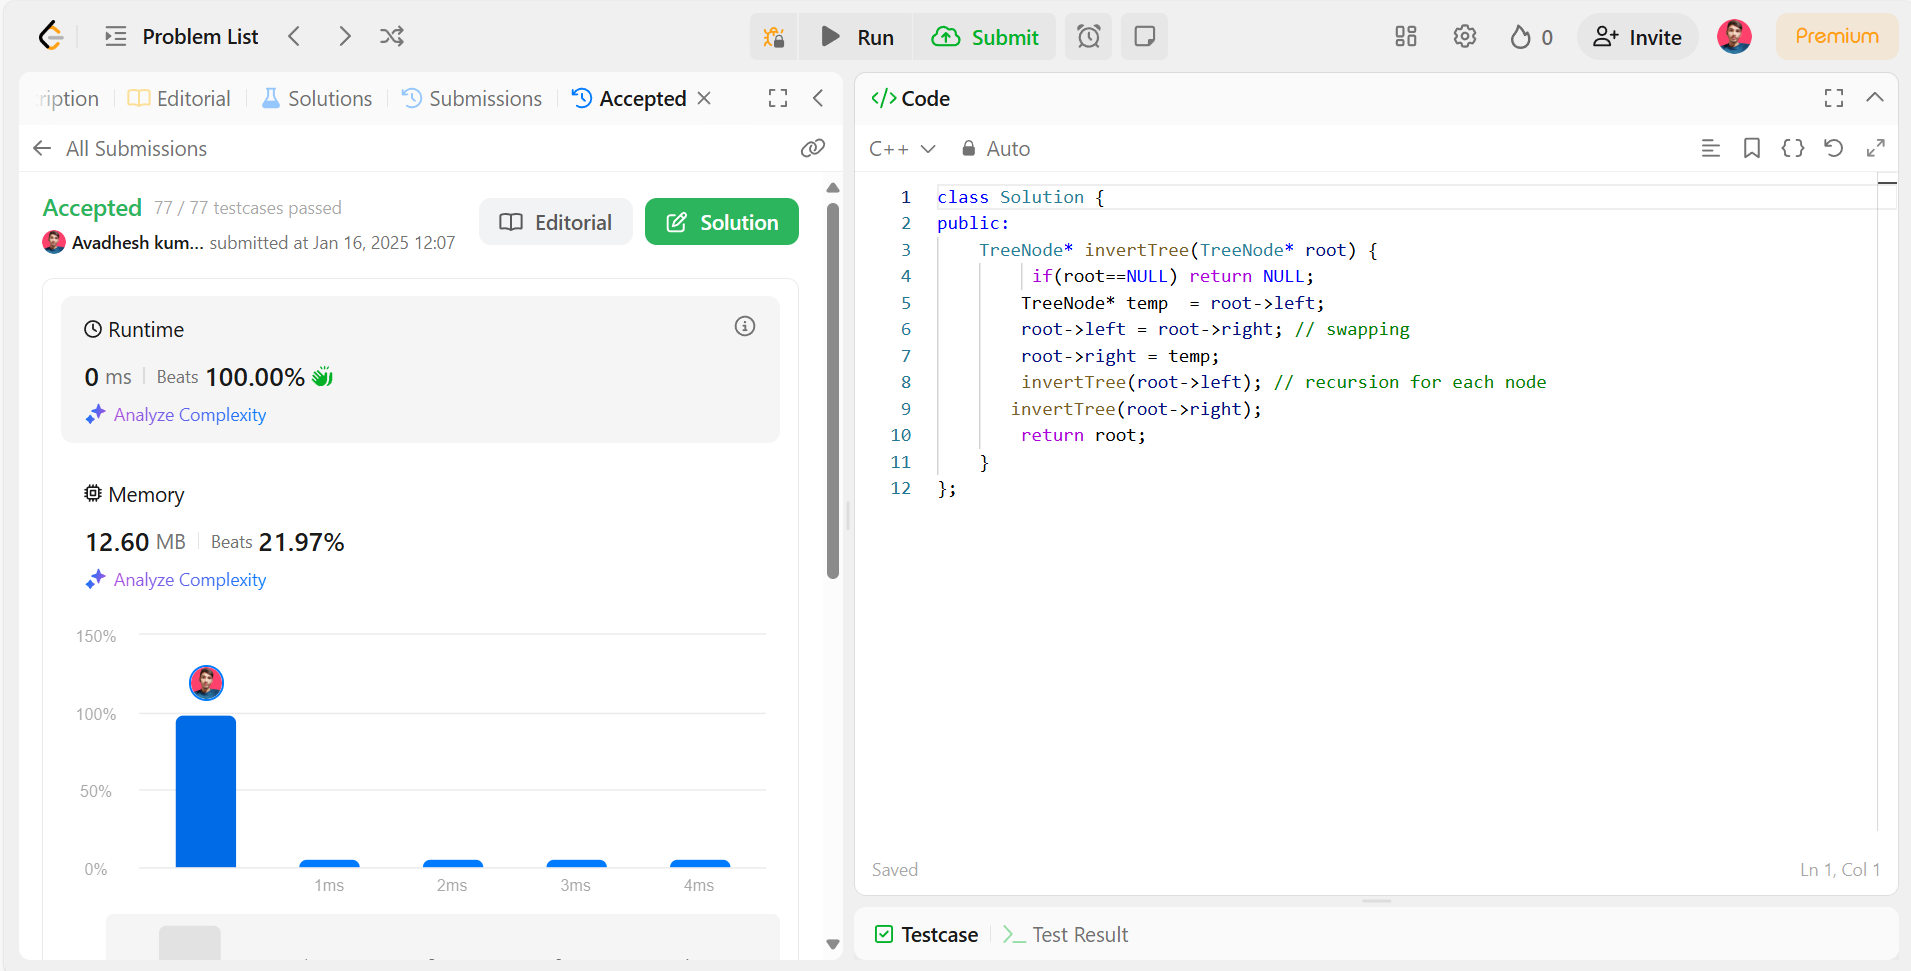 Problem List
Run
Submit
0
Invite
Premium
ription
Editorial
Solutions
Submissions
Accepted
All Submissions
Accepted 77 / 77 testcases passed
Avadhesh kum... submitted at Jan 16, 2025 12:07
Editorial
Solution
Runtime
0 ms Beats 100.00%
Analyze Complexity
Memory
12.60 MB Beats 21.97%
Analyze Complexity
150%
100%
50%
0%
1ms 2ms 3ms 4ms
</> Code
C++ Auto
1 class Solution {
2 public:
3 TreeNode* invertTree(TreeNode* root) {
4 if(root==NULL) return NULL;
5 TreeNode* temp  = root->left;
6 root->left = root->right; // swapping
7 root->right = temp;
8 invertTree(root->left); // recursion for each node
9 invertTree(root->right);
10 return root;
11 }
12 };
Saved
Ln 1, Col 1
Testcase
Test Result